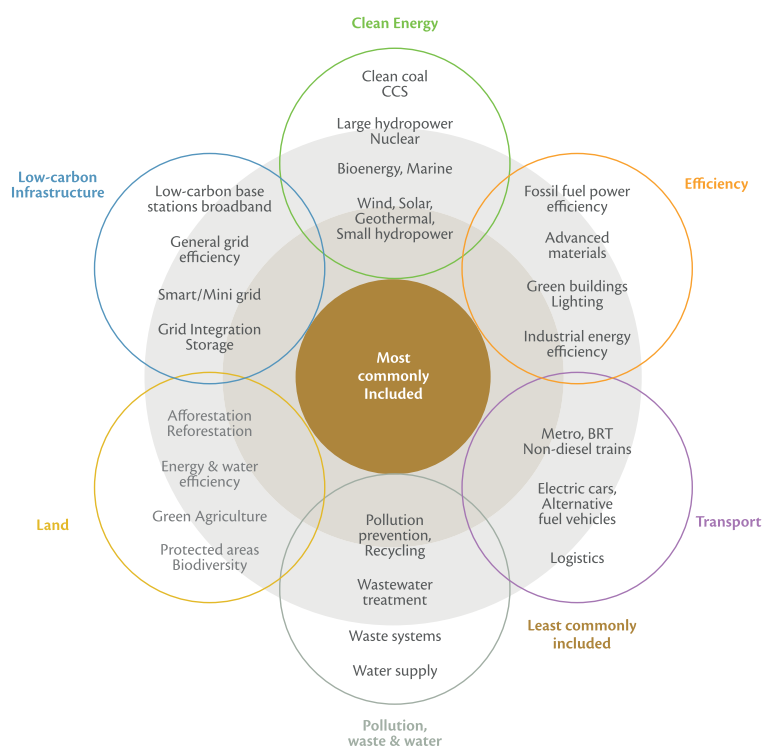 Clean Energy
Clean coal
CCS
Large hydropower
Nuclear
Bioenergy, Marine
Wind, Solar,
Geothermal,
Small hydropower
Low-carbon
Infrastructure
Low-carbon base
stations broadband
General grid
efficiency
Smart/Mini grid
Grid Integration
Storage
Efficiency
Fossil fuel power
efficiency
Advanced
materials
Green buildings
Lighting
Industrial energy
efficiency
Most
commonly
Included
Land
Afforestation
Reforestation
Energy & water
efficiency
Green Agriculture
Protected areas
Biodiversity
Transport
Metro, BRT
Non-diesel trains
Electric cars,
Alternative
fuel vehicles
Logistics
Pollution
prevention,
Recycling
Wastewater
treatment
Waste systems
Water supply
Least commonly
included
Pollution,
waste & water